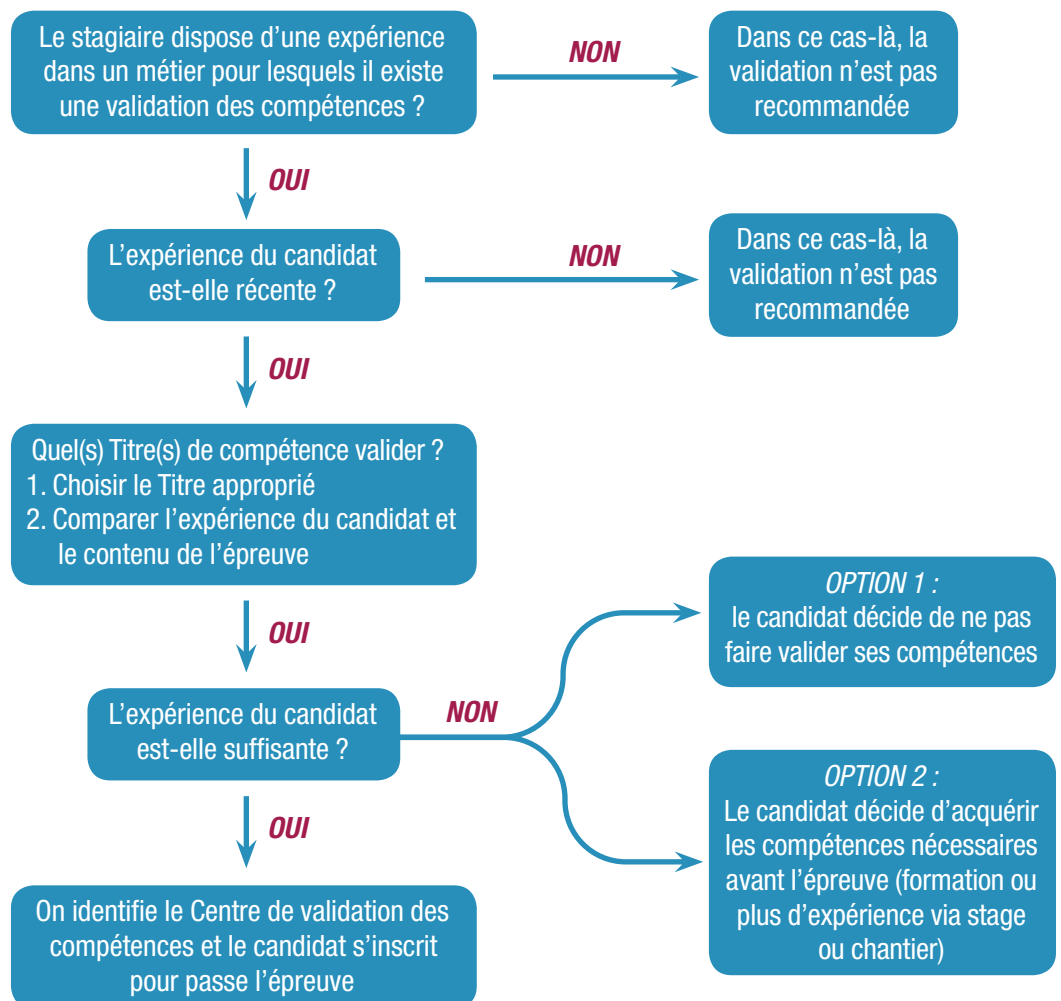 Le stagiaire dispose d’une expérience
dans un métier pour lesquels il existe
une validation des compétences ?
NON
Dans ce cas-là, la
validation n’est pas
recommandée
OUI
L’expérience du candidat
est-elle récente ?
NON
Dans ce cas-là, la
validation n’est pas
recommandée
OUI
Quel(s) Titre(s) de compétence valider ?
1. Choisir le Titre approprié
2. Comparer l’expérience du candidat et
le contenu de l’épreuve
OUI
L’expérience du candidat
est-elle suffisante ?
NON
OPTION 1 :
le candidat décide de ne pas
faire valider ses compétences
OPTION 2 :
Le candidat décide d’acquérir
les compétences nécessaires
avant l’épreuve (formation ou
plus d’expérience via stage
ou chantier)
OUI
On identifie le Centre de validation des
compétences et le candidat s’inscrit
pour passe l’épreuve